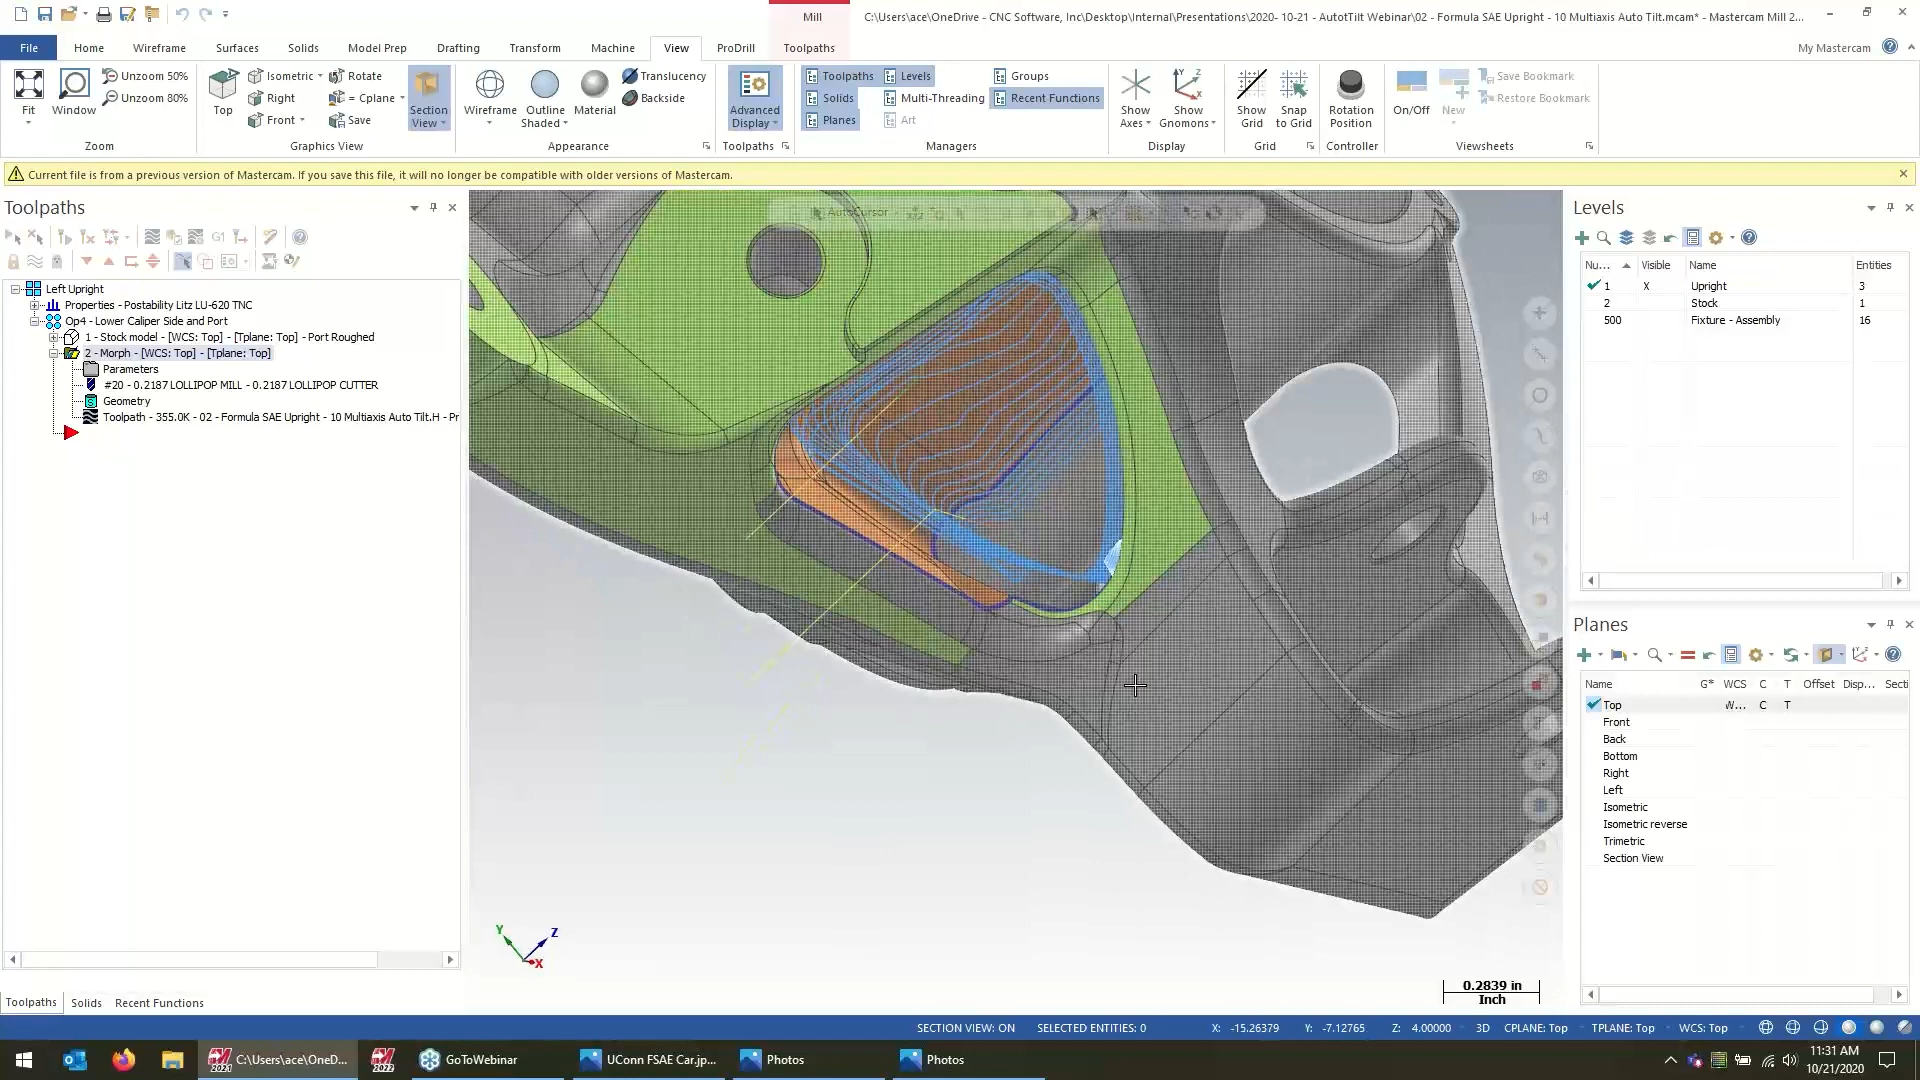 Mill
C:\Users\ace\OneDrive - CNC Software, Inc\Desktop\Internal\Presentations\2020- 10-21 - AutotTilt Webinar\02 - Formula SAE Upright - 10 Multiaxis Auto Tilt.mcam* - Mastercam Mill 2...
File Home Wireframe Surfaces Solids Model Prep Drafting Transform Machine View ProDrill Toolpaths My Mastercam
Fit
Window
Unzoom 50%
Unzoom 80%
Zoom
Top
Isometric
Right
Front
Rotate
= Cplane
Save
Section View
Graphics View
Wireframe
Outline Shaded
Material
Translucency
Backside
Appearance
Advanced Display
Toolpaths
Toolpaths
Solids
Planes
Levels
Multi-Threading
Art
Groups
Recent Functions
Managers
Show Axes
Show Gnomons
Display
Show Grid
Snap to Grid
Grid
Rotation Position
Controller
On/Off
New
Save Bookmark
Restore Bookmark
Viewsheets
Current file is from a previous version of Mastercam. If you save this file, it will no longer be compatible with older versions of Mastercam.
Toolpaths
G1
Left Upright
Properties - Postability Litz LU-620 TNC
Op4 - Lower Caliper Side and Port
1 - Stock model - [WCS: Top] - [Tplane: Top] - Port Roughed
2 - Morph - [WCS: Top] - [Tplane: Top]
Parameters
#20 - 0.2187 LOLLIPOP MILL - 0.2187 LOLLIPOP CUTTER
Geometry
Toolpath - 355.0K - 02 - Formula SAE Upright - 10 Multiaxis Auto Tilt.H - Pr
Toolpaths Solids Recent Functions
AutoCursor
Y
Z
X
0.2839 in
Inch
Levels
Nu... Visible Name Entities
1 X Upright 3
2 Stock 1
500 Fixture - Assembly 16
Planes
Name G* WCS C T Offset Disp... Secti
Top W... C T
Front
Back
Bottom
Right
Left
Isometric
Isometric reverse
Trimetric
Section View
SECTION VIEW: ON SELECTED ENTITIES: 0 X: -15.26379 Y: -7.12765 Z: 4.00000 3D CPLANE: Top TPLANE: Top WCS: Top
2021 C:\Users\ace\OneD... 2022 GoToWebinar UConn FSAE Car.jp... Photos Photos
11:31 AM
10/21/2020